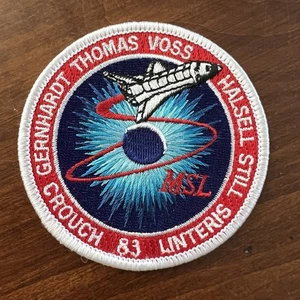 GERNHARDT THOMAS VOSS HALSELL STILL LINTERIS 83 CROUCH
MSL